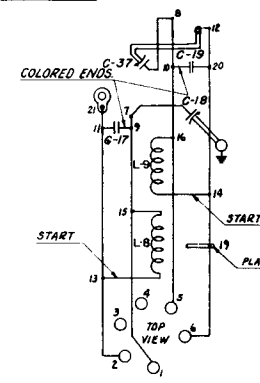 8
12
C-37
C-19
10
20
COLORED ENDS.
C-18
7
21
11
9
C-17
16
L-9
14
START
15
START
L-8
19
PLA
13
4
5
3
TOP
VIEW
6
2
1